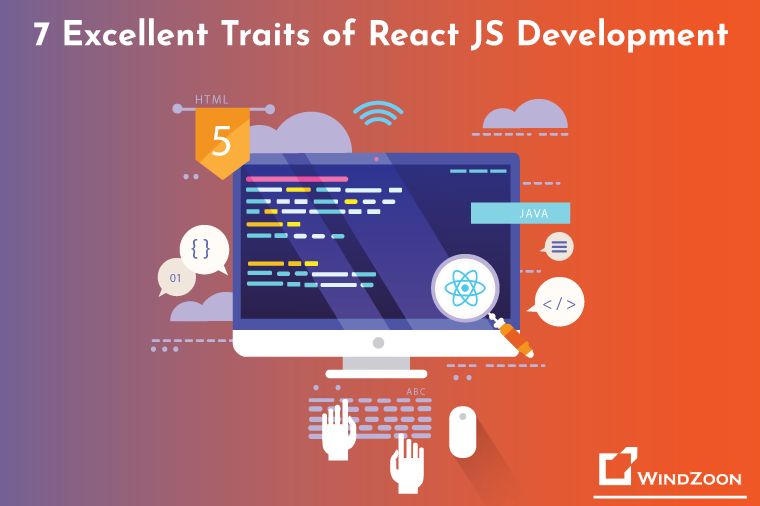 7 Excellent Traits of React JS Development
HTML
5
JAVA
{ }
01
< / >
ABC
WINDZOON